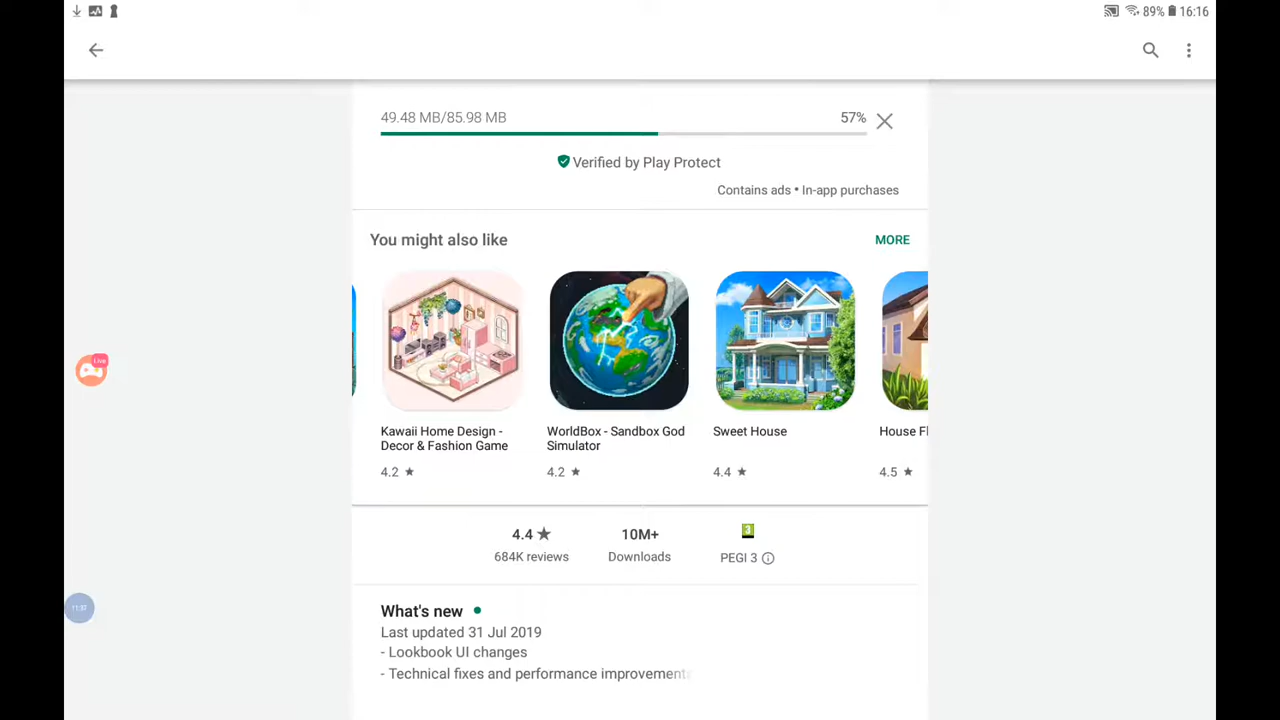 89% 16:16
49.48 MB/85.98 MB 57%
Verified by Play Protect
Contains ads • In-app purchases
You might also like MORE
Kawaii Home Design -
Decor & Fashion Game
4.2 ★
WorldBox - Sandbox God
Simulator
4.2 ★
Sweet House
4.4 ★
House Fl
4.5 ★
Live
4.4 ★
684K reviews
10M+
Downloads
3
PEGI 3
What's new
Last updated 31 Jul 2019
- Lookbook UI changes
- Technical fixes and performance improvements